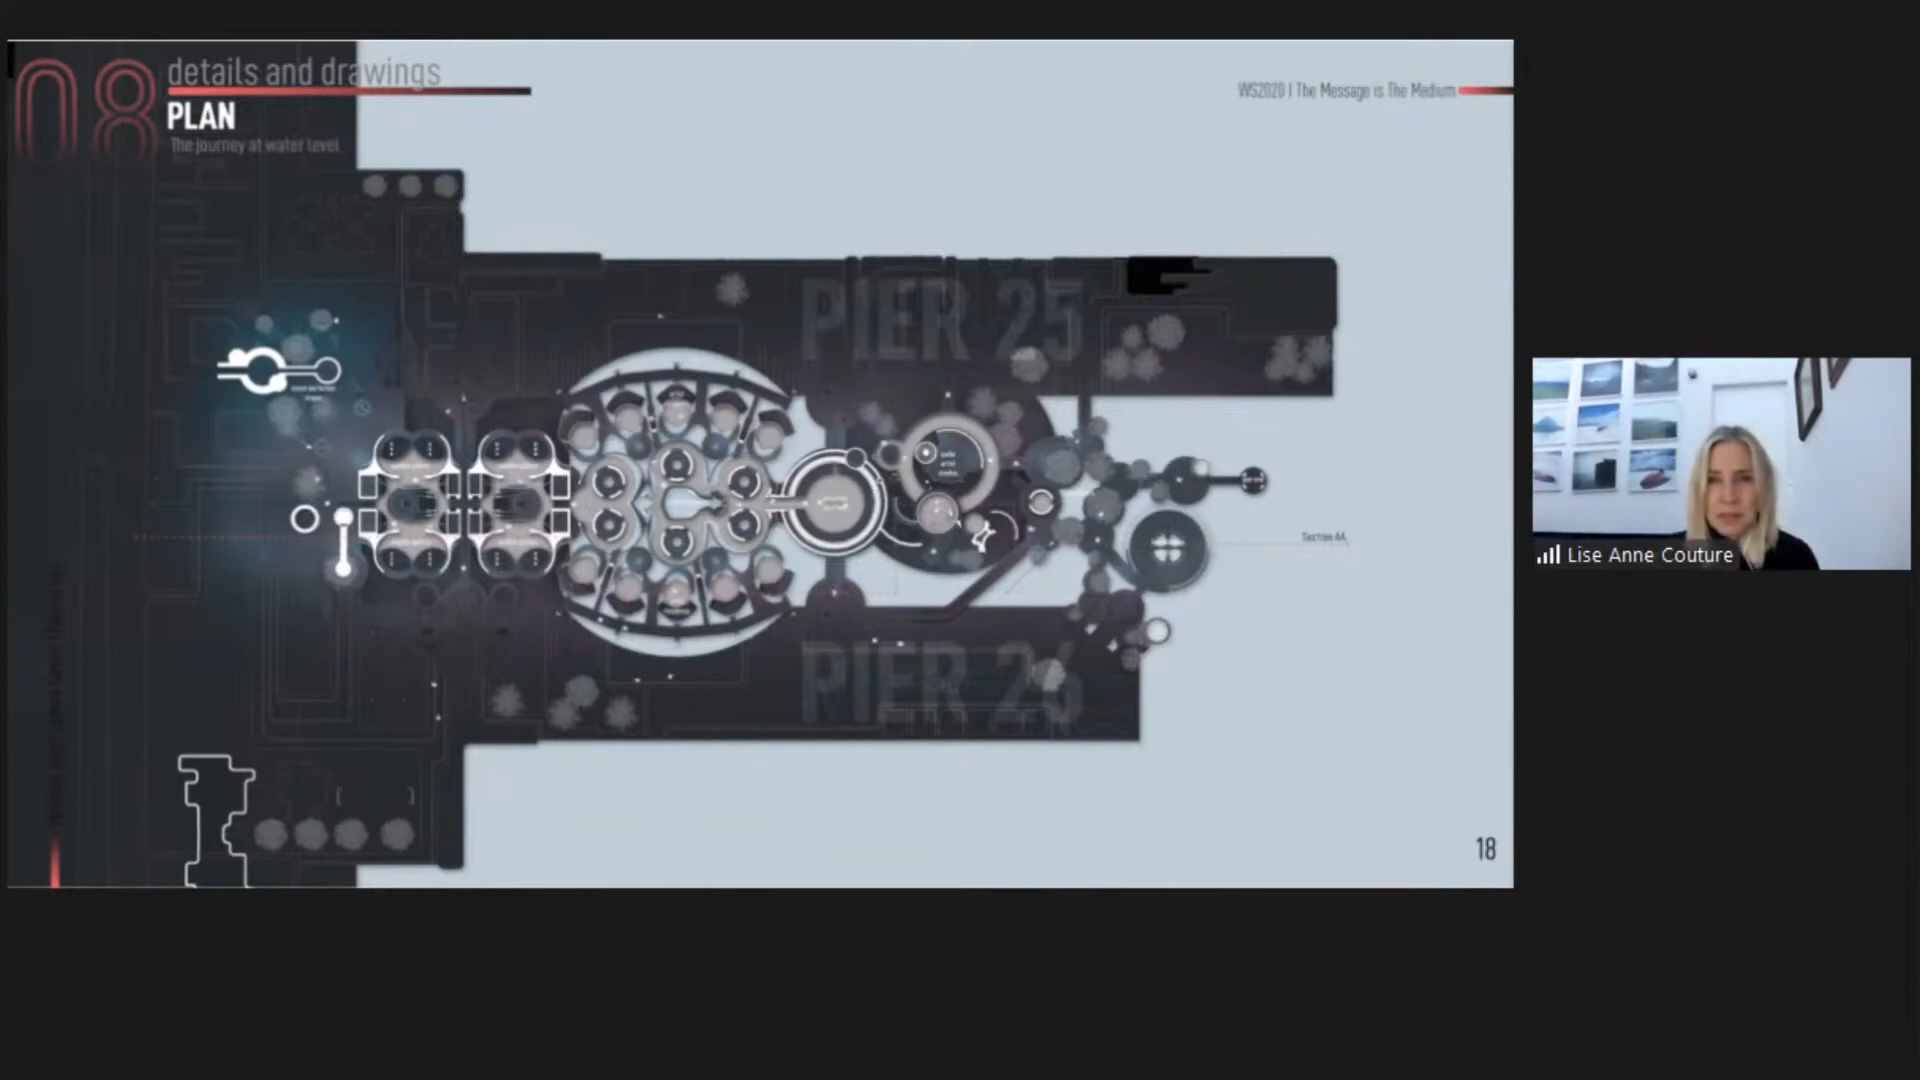 08
details and drawings
PLAN
The journey at water level
WS2020 | The Message is The Medium
PIER 25
Section AA
PIER 26
18
Lise Anne Couture